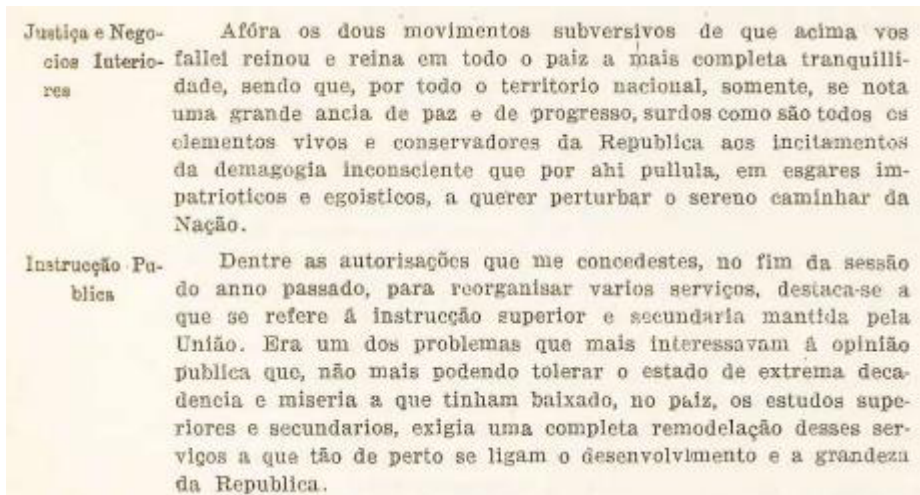 Justiça e Nego-
cios Interio-
res
Afóra os dous movimentos subversivos de que acima vos
fallei reinou e reina em todo o paiz a mais completa tranquilli-
dade, sendo que, por todo o territorio nacional, somente, se nota
uma grande ancia de paz e de progresso, surdos como são todos os
elementos vivos e conservadores da Republica aos incitamentos
da demagogia inconsciente que por ahi pullula, em esgares im-
patrioticos e egoisticos, a querer perturbar o sereno caminhar da
Nação.
Instrucção Pu-
blica
Dentre as autorisações que me concedestes, no fim da sessão
do anno passado, para reorganisar varios serviços, destaca-se a
que se refere á instrucção superior e secundaria mantida pela
União. Era um dos problemas que mais interessavam á opinião
publica que, não mais podendo tolerar o estado de extrema deca-
dencia e miseria a que tinham baixado, no paiz, os estudos supe-
riores e secundarios, exigia uma completa remodelação desses ser-
viços a que tão de perto se ligam o desenvolvimento e a grandeza
da Republica.